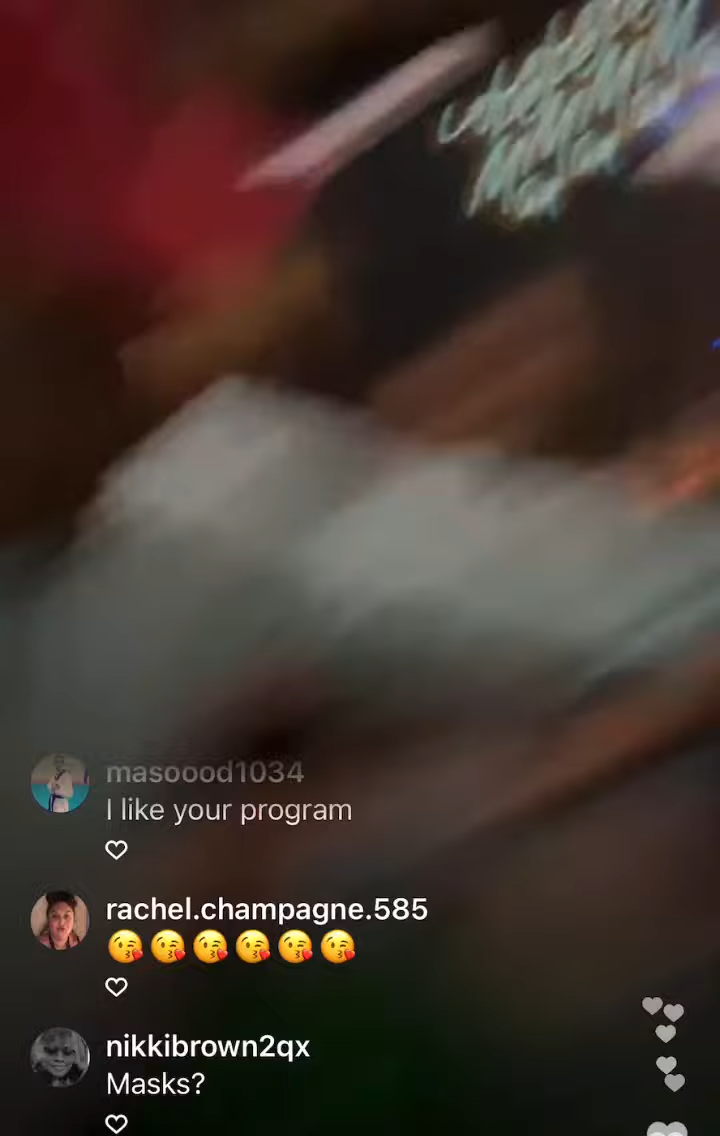 masoood1034
I like your program
rachel.champagne.585
😘😘😘😘😘😘
nikkibrown2qx
Masks?